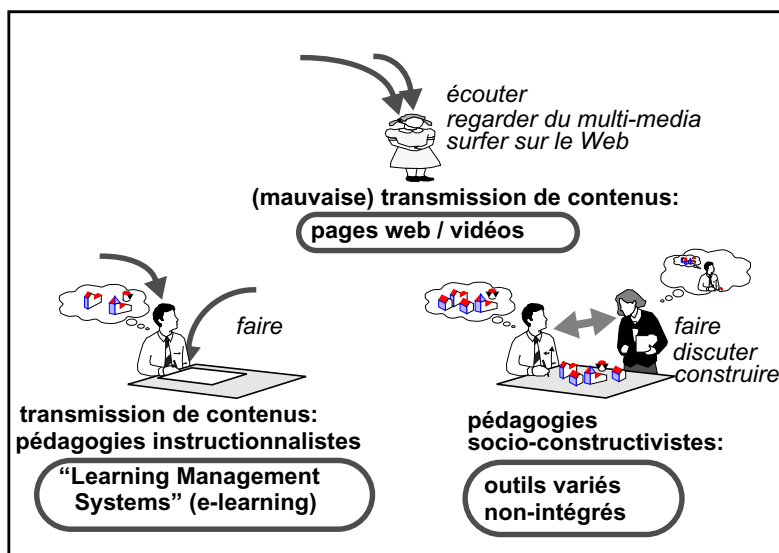 écouter
regarder du multi-media
surfer sur le Web
(mauvaise) transmission de contenus:
pages web / vidéos
faire
transmission de contenus:
pédagogies instructionnalistes
“Learning Management
Systems” (e-learning)
faire
discuter
construire
pédagogies
socio-constructivistes:
outils variés
non-intégrés